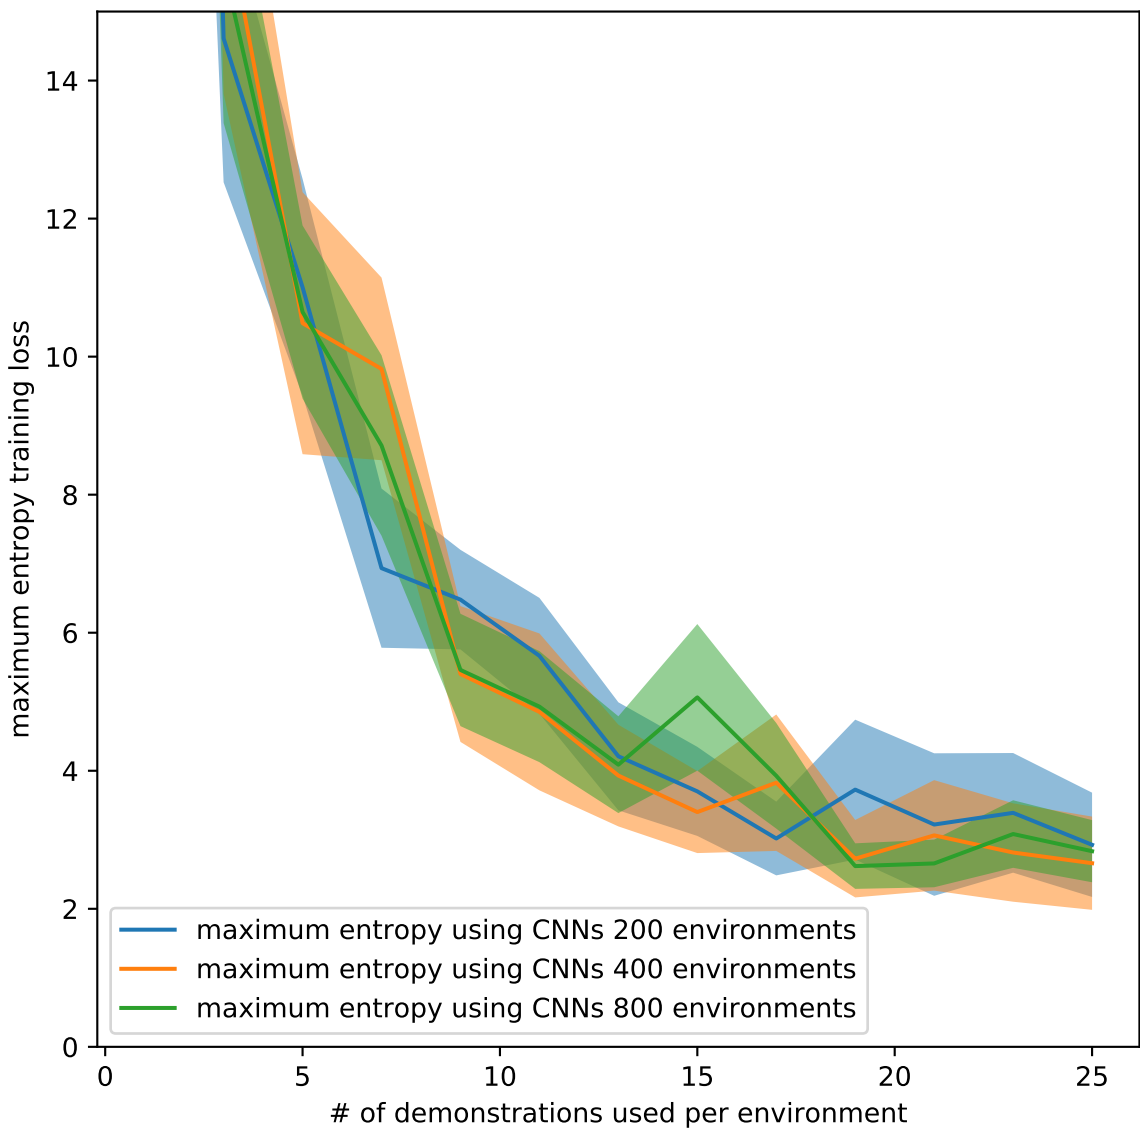 maximum entropy training loss
14
12
10
8
6
4
2
0
maximum entropy using CNNs 200 environments
maximum entropy using CNNs 400 environments
maximum entropy using CNNs 800 environments
0 5 10 15 20 25
# of demonstrations used per environment